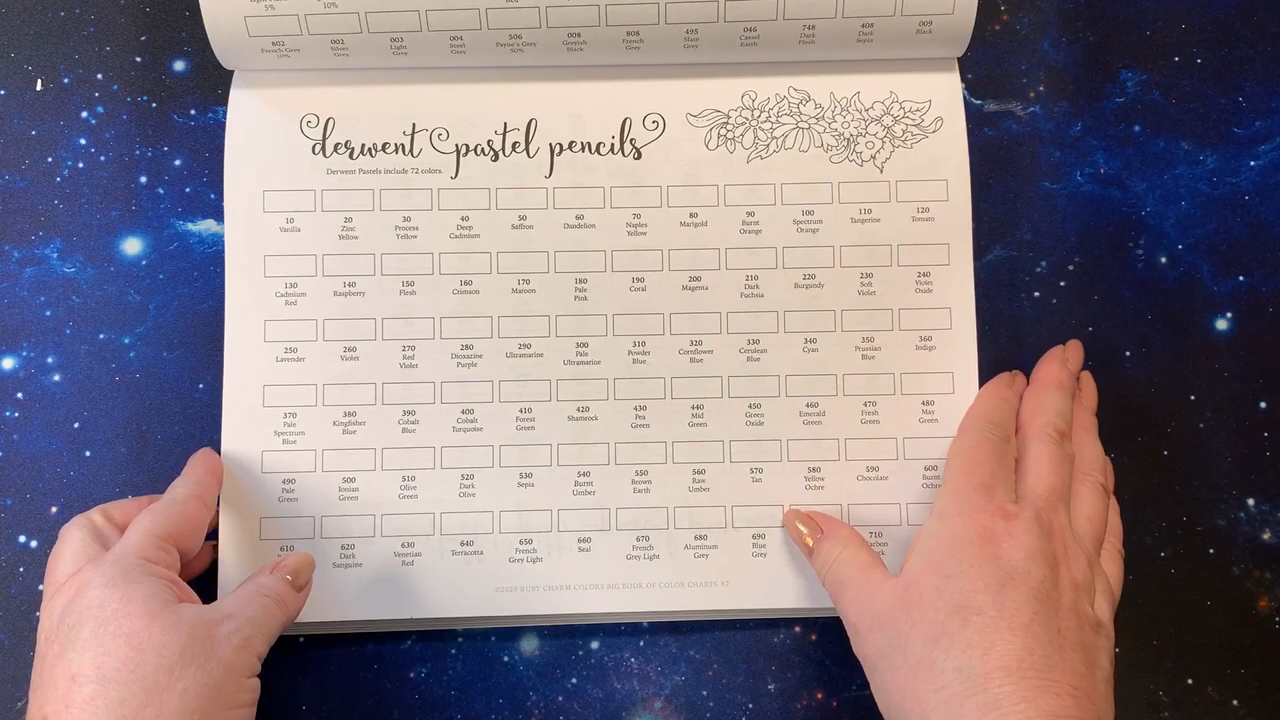 5% 10% Red
802 002 003 004 506 008 808 495 046 748 408 009
French Grey Silver Light Steel Payne's Grey Greyish French Slate Cassel Dark Dark Black
10% Grey Grey Grey 50% Black Grey Grey Earth Flesh Sepia
derwent pastel pencils
Derwent Pastels include 72 colors.
10 20 30 40 50 60 70 80 90 100 110 120
Vanilla Zinc Process Deep Saffron Dandelion Naples Marigold Burnt Spectrum Tangerine Tomato
Yellow Yellow Cadmium Yellow Orange Orange
130 140 150 160 170 180 190 200 210 220 230 240
Cadmium Raspberry Flesh Crimson Maroon Pale Coral Magenta Dark Burgundy Soft Violet
Red Pink Fuchsia Violet Oxide
250 260 270 280 290 300 310 320 330 340 350 360
Lavender Violet Red Dioxazine Ultramarine Pale Powder Cornflower Cerulean Cyan Prussian Indigo
Violet Purple Ultramarine Blue Blue Blue Blue
370 380 390 400 410 420 430 440 450 460 470 480
Pale Kingfisher Cobalt Cobalt Forest Shamrock Pea Mid Green Emerald Fresh May
Spectrum Blue Blue Turquoise Green Green Green Oxide Green Green Green
Blue
490 500 510 520 530 540 550 560 570 580 590 600
Pale Ionian Olive Dark Sepia Burnt Brown Raw Tan Yellow Chocolate Burnt
Green Green Green Olive Umber Earth Umber Ochre Ochre
610 620 630 640 650 660 670 680 690 710
Dark Venetian Terracotta French Seal French Aluminum Blue
Sanguine Red Grey Light Grey Light Grey Grey
©2020 RUBY CHARM COLORS BIG BOOK OF COLOR CHARTS 67